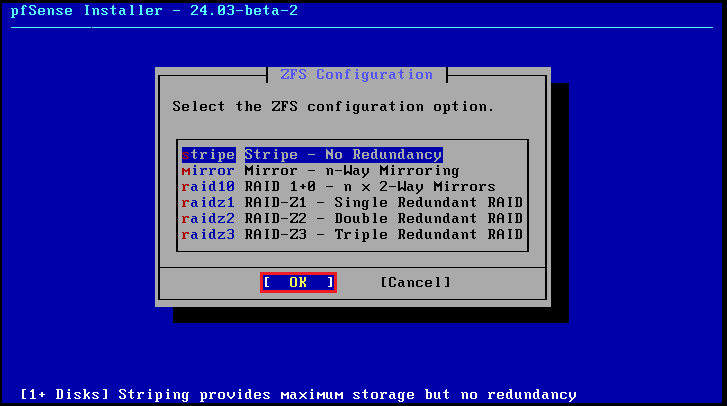 pfSense Installer - 24.03-beta-2
ZFS Configuration
Select the ZFS configuration option.
stripe Stripe - No Redundancy
mirror Mirror - n-Way Mirroring
raid10 RAID 1+0 - n x 2-Way Mirrors
raidz1 RAID-Z1 - Single Redundant RAID
raidz2 RAID-Z2 - Double Redundant RAID
raidz3 RAID-Z3 - Triple Redundant RAID
[ OK ] [Cancel]
[1+ Disks] Striping provides maximum storage but no redundancy